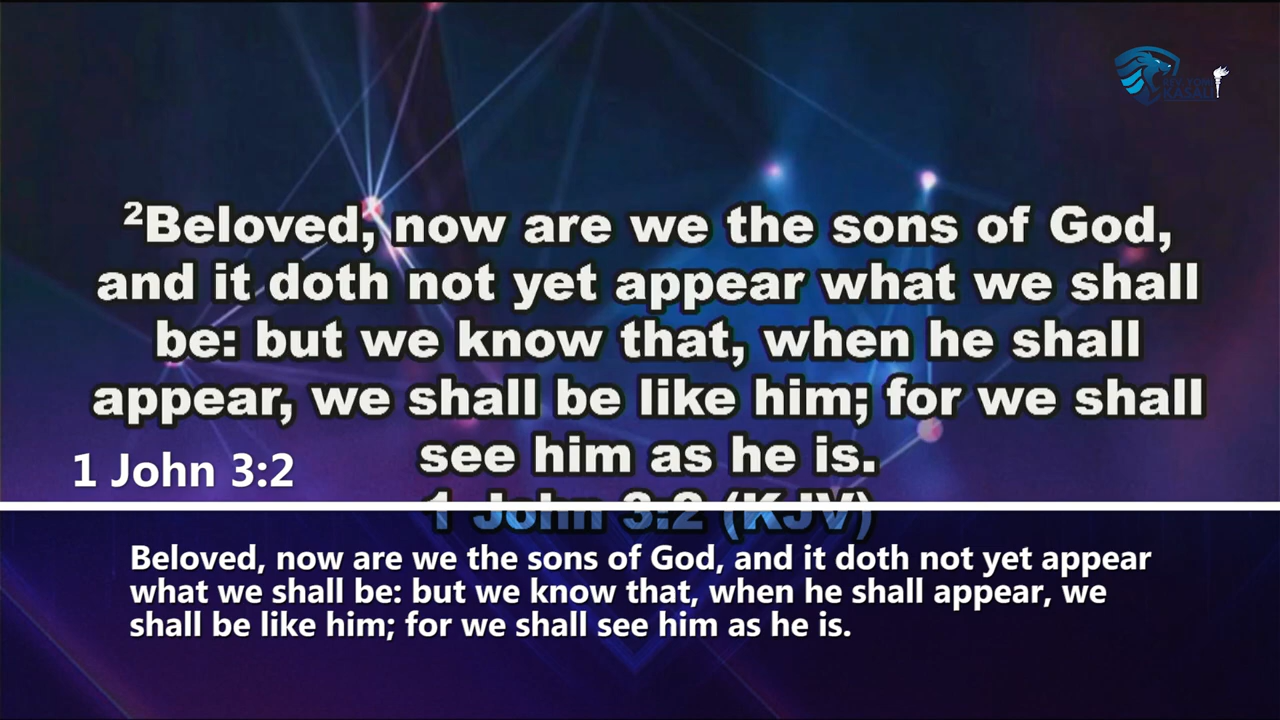 ²Beloved, now are we the sons of God,
and it doth not yet appear what we shall
be: but we know that, when he shall
appear, we shall be like him; for we shall
see him as he is.
1 John 3:2
1 John 3:2 (KJV)
Beloved, now are we the sons of God, and it doth not yet appear
what we shall be: but we know that, when he shall appear, we
shall be like him; for we shall see him as he is.